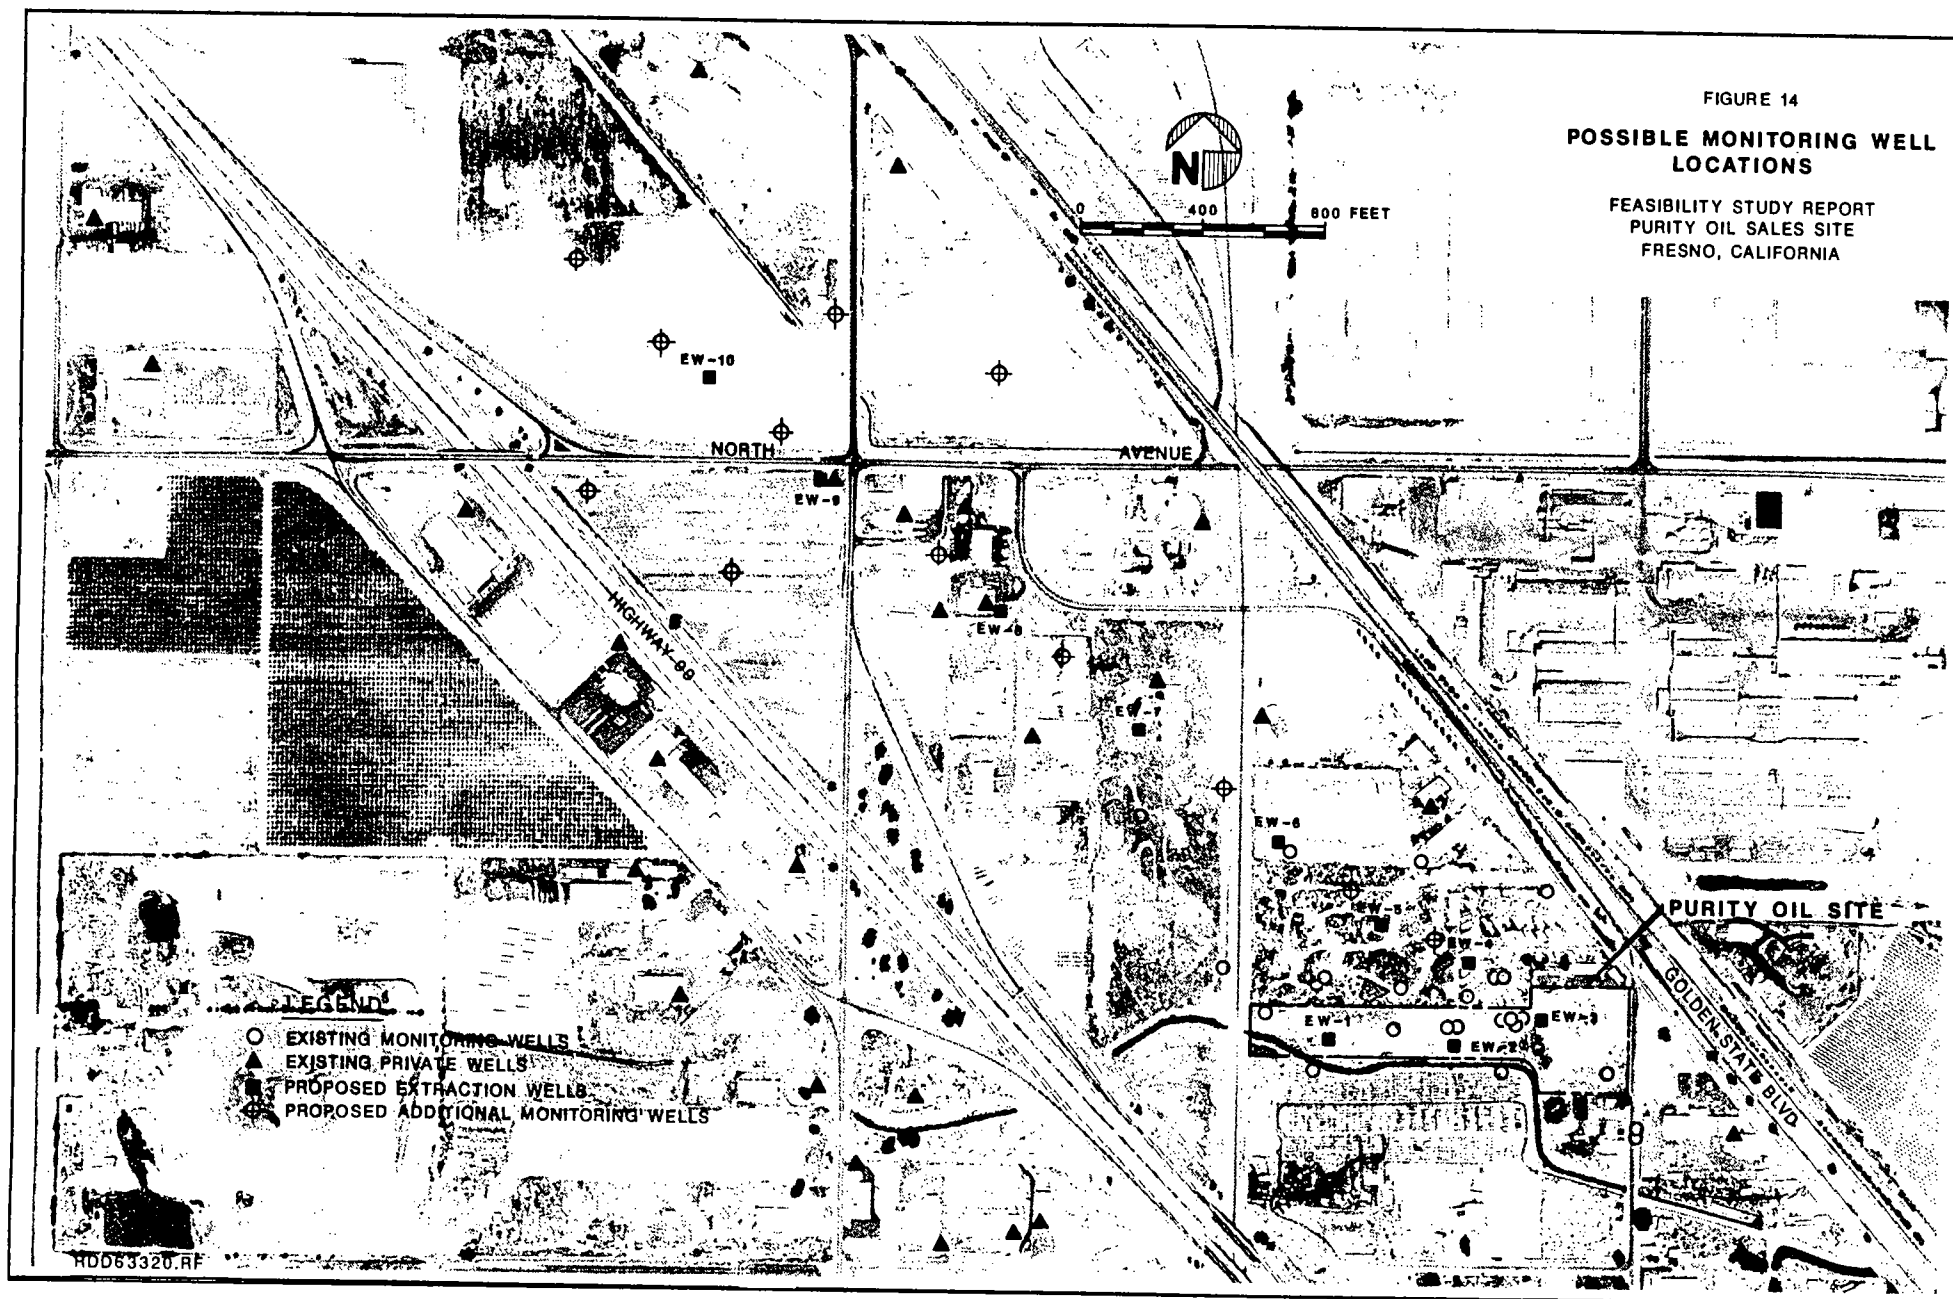 FIGURE 14
POSSIBLE MONITORING WELL
LOCATIONS
FEASIBILITY STUDY REPORT
PURITY OIL SALES SITE
FRESNO, CALIFORNIA
N
0 400 800 FEET
EW-10
NORTH AVENUE
EW-9
HIGHWAY 99
EW-8
EW-7
EW-6
EW-5
EW-4
PURITY OIL SITE
GOLDEN STATE BLVD.
EW-1
EW-2
EW-3
LEGEND
EXISTING MONITORING WELLS
EXISTING PRIVATE WELLS
PROPOSED EXTRACTION WELLS
PROPOSED ADDITIONAL MONITORING WELLS
RDD63320.RF